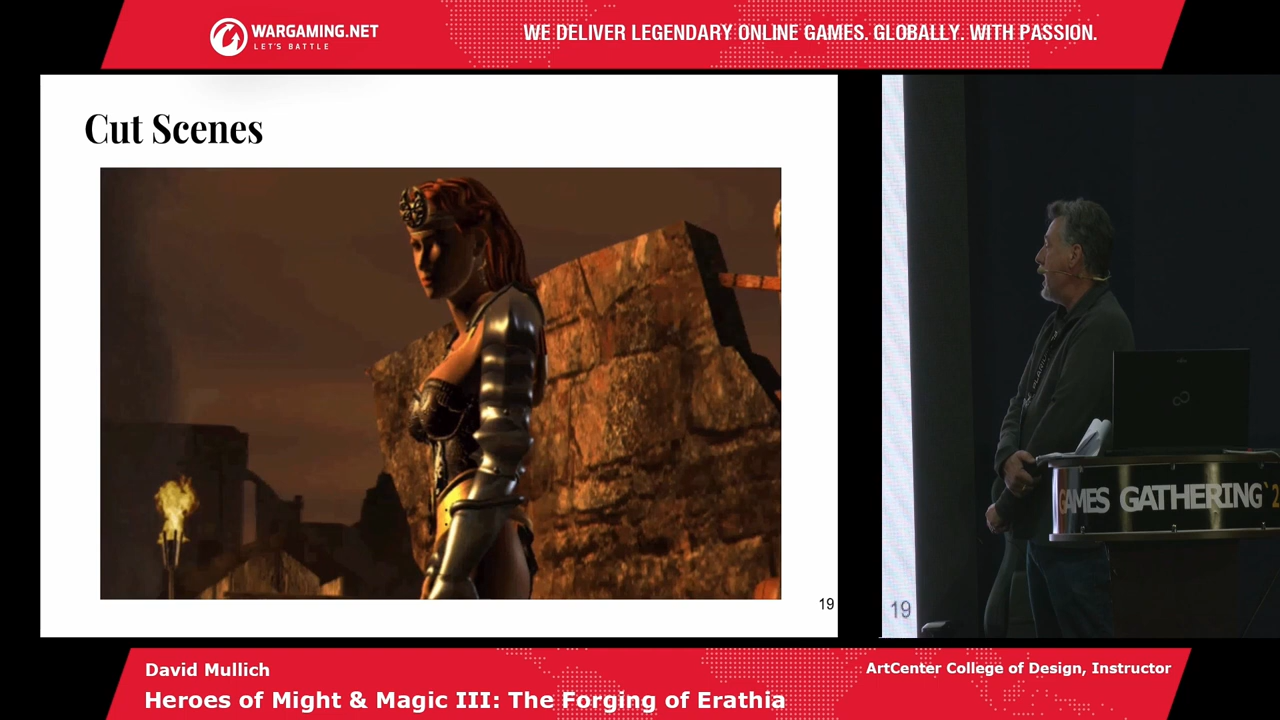 WARGAMING.NET
LET'S BATTLE
WE DELIVER LEGENDARY ONLINE GAMES. GLOBALLY. WITH PASSION.
Cut Scenes
19
19
GAMES GATHERING
David Mullich
ArtCenter College of Design, Instructor
Heroes of Might & Magic III: The Forging of Erathia